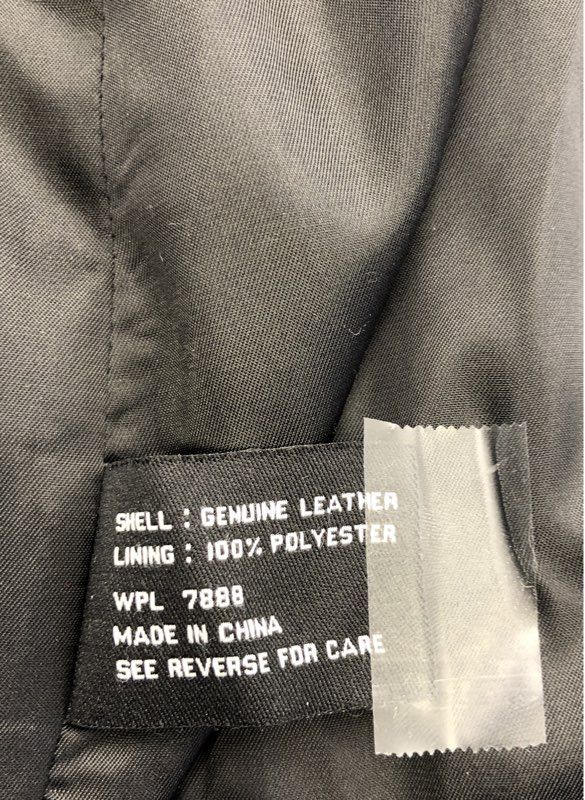 SHELL : GENUINE LEATHER
LINING : 100% POLYESTER
WPL 7888
MADE IN CHINA
SEE REVERSE FOR CARE